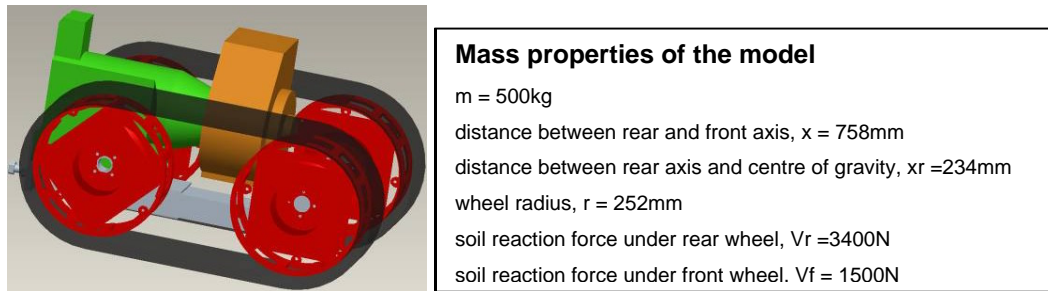 Mass properties of the model
m = 500kg
distance between rear and front axis, x = 758mm
distance between rear axis and centre of gravity, xr =234mm
wheel radius, r = 252mm
soil reaction force under rear wheel, Vr =3400N
soil reaction force under front wheel. Vf = 1500N